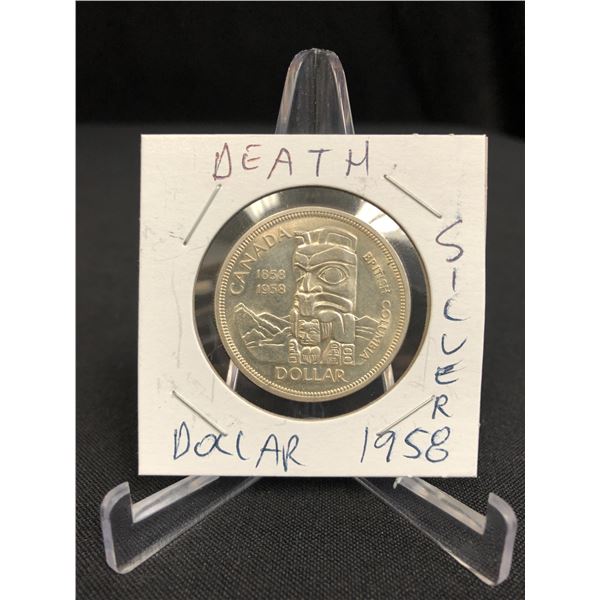 DEATH
SILVER
DOLLAR 1958
CANADA
1858
1958
BRITISH COLUMBIA
DOLLAR